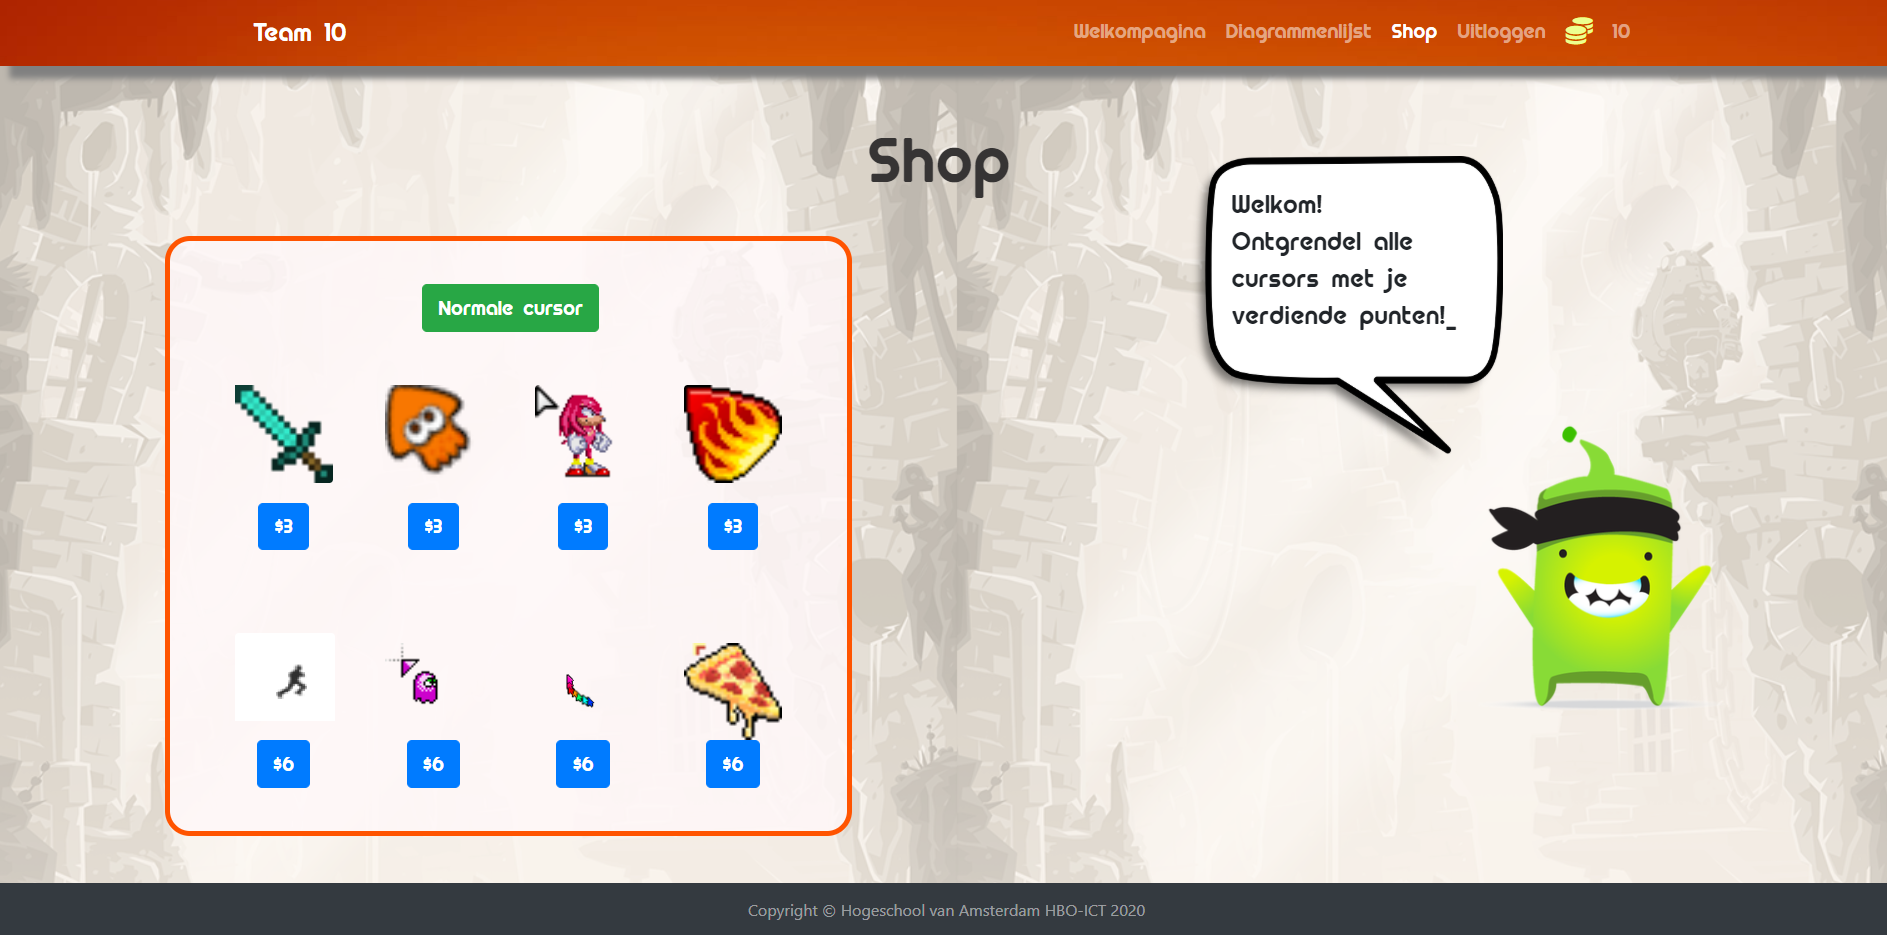 Team 10
Welkompagina
Diagrammenlijst
Shop
Uitloggen
10
Shop
Welkom!
Ontgrendel alle
cursors met je
verdiende punten!_
Normale cursor
$3
$3
$3
$3
$6
$6
$6
$6
Copyright © Hogeschool van Amsterdam HBO-ICT 2020